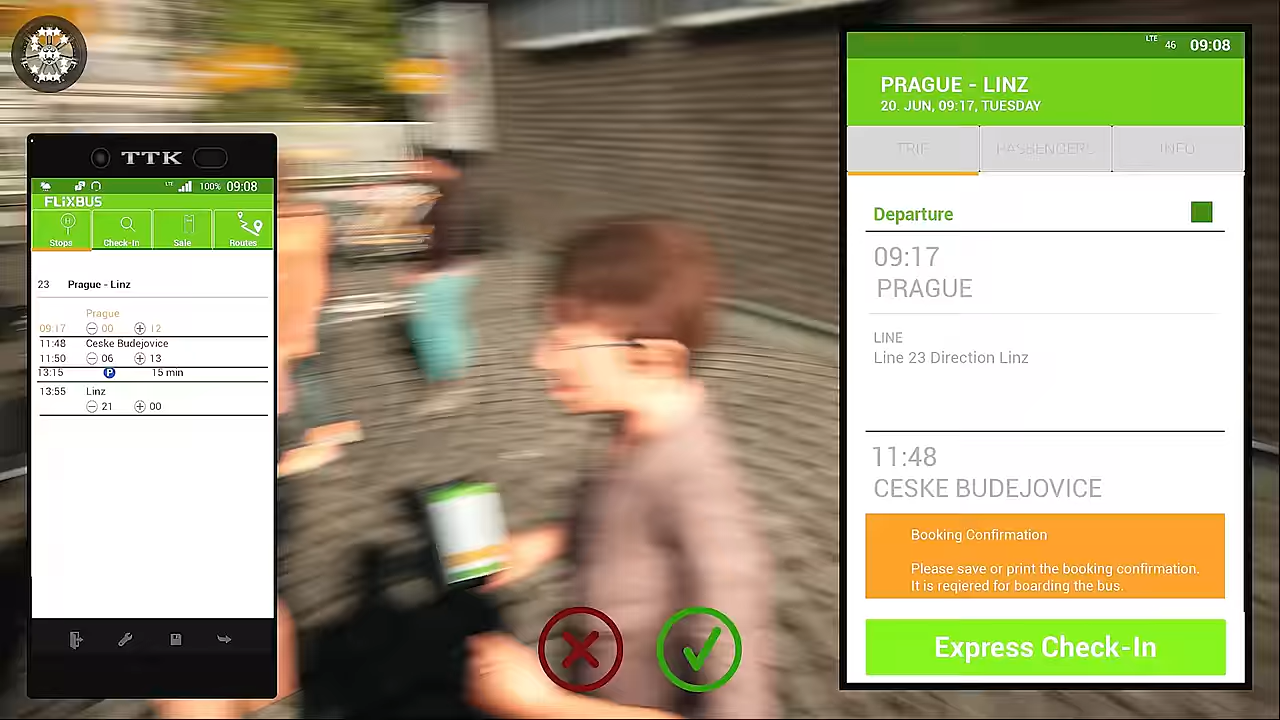 TTK
LTE 100% 09:08
FLiXBUS
Stops Check-In Sale Routes
23 Prague - Linz
Prague
09:17 00 12
11:48 Ceske Budejovice
11:50 06 13
13:15 P 15 min
13:55 Linz
21 00
LTE 46 09:08
PRAGUE - LINZ
20. JUN, 09:17, TUESDAY
TRIP PASSENGERS INFO
Departure
09:17
PRAGUE
LINE
Line 23 Direction Linz
11:48
CESKE BUDEJOVICE
Booking Confirmation
Please save or print the booking confirmation.
It is reqiered for boarding the bus.
Express Check-In